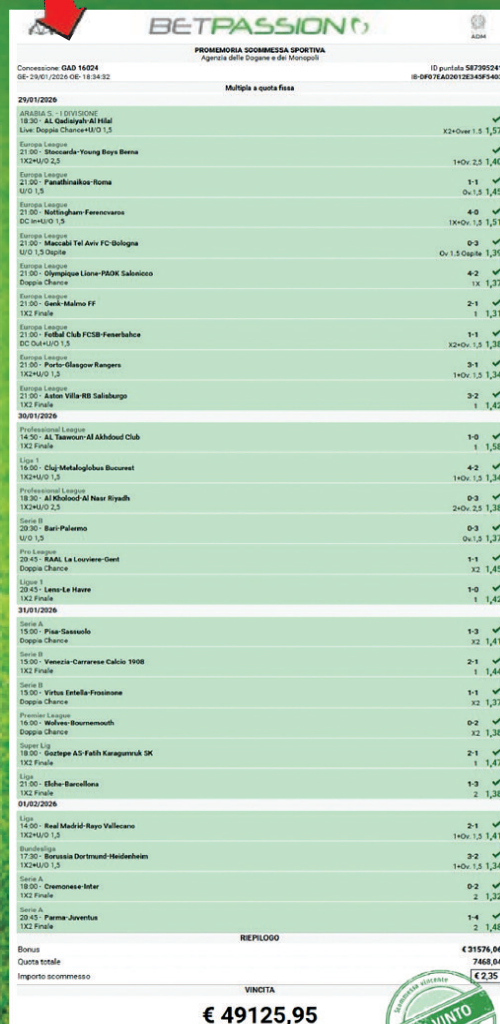 BETPASSION
ADM
PROMEMORIA SCOMMESSA SPORTIVA
Agenzia delle Dogane e dei Monopoli
Concessione: GAD 16024
ID puntata 587395241
GE- 29/01/2026 OE- 18:34:32
Multipla a quota fissa
29/01/2026
ARABIA S. - I DIVISIONE
18:30 - AL Qadisiyah-Al Hilal
Live: Doppia Chance+U/O 1,5
X2+Over 1.5 1,57
Europa League
21:00 - Stoccarda-Young Boys Berna
1X2+U/O 2,5
1+Ov. 2,5 1,40
Europa League
21:00 - Panathinaikos-Roma 1-1
U/O 1,5
Ov.1,5 1,45
Europa League
21:00 - Nottingham-Ferencvaros 4-0
DC In+U/O 1,5
1X+Ov. 1,5 1,51
Europa League
21:00 - Maccabi Tel Aviv FC-Bologna 0-3
U/O 1,5 Ospite
Ov 1.5 Ospite 1,39
Europa League
21:00 - Olympique Lione-PAOK Salonicco 4-2
Doppia Chance
1X 1,37
Europa League
21:00 - Genk-Malmo FF 2-1
1X2 Finale
1 1,31
Europa League
21:00 - Fotbal Club FCSB-Fenerbahce 1-1
DC Out+U/O 1,5
X2+Ov. 1,5 1,38
Europa League
21:00 - Porto-Glasgow Rangers 3-1
1X2+U/O 1,5
1+Ov. 1,5 1,34
Europa League
21:00 - Aston Villa-RB Salisburgo 3-2
1X2 Finale
1 1,42
30/01/2026
Professional League
14:50 - AL Taawoun-Al Akhdoud Club 1-0
1X2 Finale
1 1,58
Liga 1
16:00 - Cluj-Metaloglobus Bucurest 4-2
1X2+U/O 1,5
1+Ov. 1,5 1,34
Professional League
18:30 - Al Kholood-Al Nasr Riyadh 0-3
1X2+U/O 2,5
2+Ov. 2,5 1,38
Serie B
20:30 - Bari-Palermo 0-3
U/O 1,5
Ov.1,5 1,37
Pro League
20:45 - RAAL La Louviere-Gent 1-1
Doppia Chance
X2 1,45
Ligue 1
20:45 - Lens-Le Havre 1-0
1X2 Finale
1 1,42
31/01/2026
Serie A
15:00 - Pisa-Sassuolo 1-3
Doppia Chance
X2 1,41
Serie B
15:00 - Venezia-Carrarese Calcio 1908 2-1
1X2 Finale
1 1,44
Serie B
15:00 - Virtus Entella-Frosinone 1-1
Doppia Chance
X2 1,37
Premier League
16:00 - Wolves-Bournemouth 0-2
Doppia Chance
X2 1,36
Super Lig
18:00 - Goztepe AS-Fatih Karagumruk SK 2-1
1X2 Finale
1 1,47
Liga
21:00 - Elche-Barcellona 1-3
1X2 Finale
2 1,38
01/02/2026
Liga
14:00 - Real Madrid-Rayo Vallecano 2-1
1X2+U/O 1,5
1+Ov. 1,5 1,41
Bundesliga
17:30 - Borussia Dortmund-Heidenheim 3-2
1X2+U/O 1,5
1+Ov. 1,5 1,34
Serie A
18:00 - Cremonese-Inter 0-2
1X2 Finale
2 1,32
Serie A
20:45 - Parma-Juventus 1-4
1X2 Finale
2 1,48
RIEPILOGO
Bonus € 31576,06
Quota totale 7468,04
Importo scommesso € 2,35
VINCITA
€ 49125,95
Scommessa vincente
VINTO